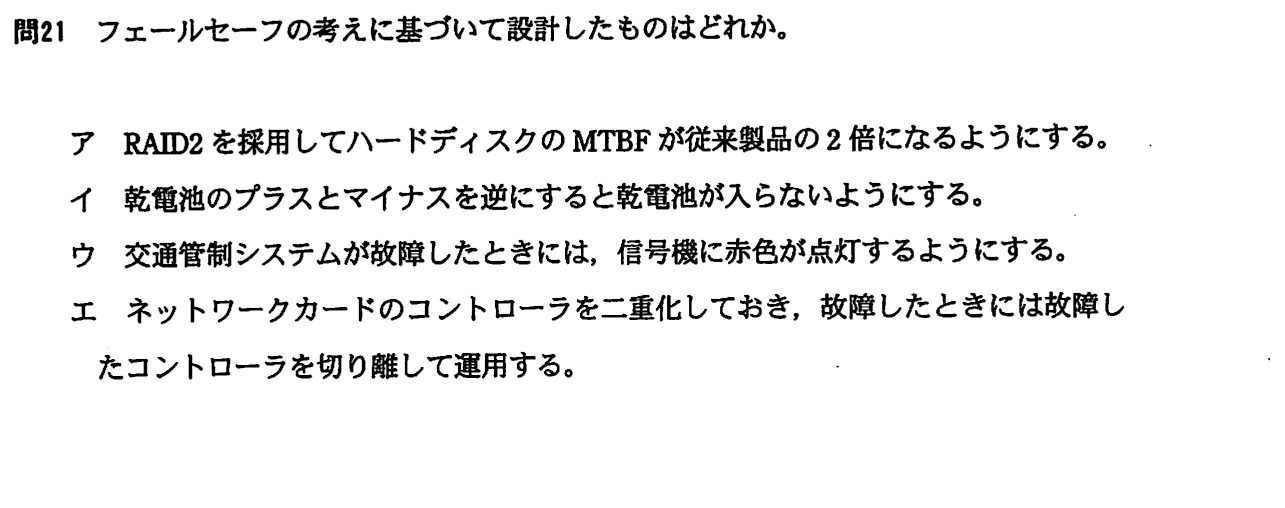 問21 フェールセーフの考えに基づいて設計したものはどれか。
ア RAID2 を採用してハードディスクの MTBF が従来製品の 2 倍になるようにする。
イ 乾電池のプラスとマイナスを逆にすると乾電池が入らないようにする。
ウ 交通管制システムが故障したときには，信号機に赤色が点灯するようにする。
エ ネットワークカードのコントローラを二重化しておき，故障したときには故障し
たコントローラを切り離して運用する。